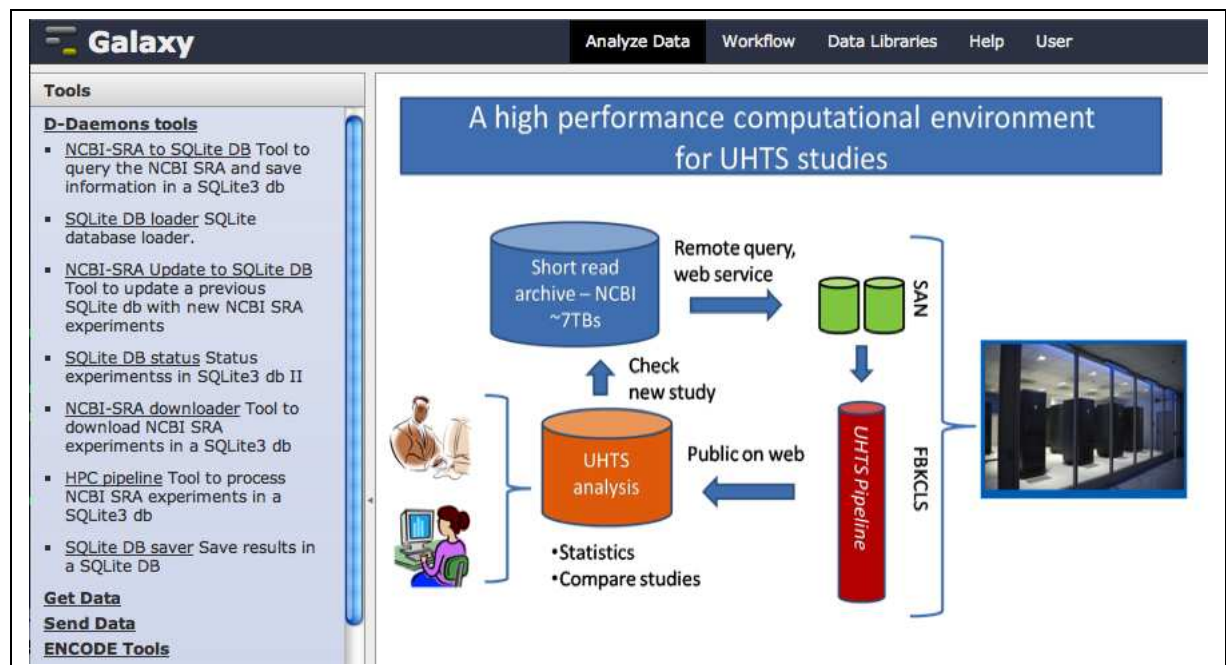 Galaxy
Analyze Data Workflow Data Libraries Help User
Tools
D-Daemons tools
NCBI-SRA to SQLite DB Tool to
query the NCBI SRA and save
information in a SQLite3 db
SQLite DB loader SQLite
database loader.
NCBI-SRA Update to SQLite DB
Tool to update a previous
SQLite db with new NCBI SRA
experiments
SQLite DB status Status
experimentss in SQLite3 db II
NCBI-SRA downloader Tool to
download NCBI SRA
experiments in a SQLite3 db
HPC pipeline Tool to process
NCBI SRA experiments in a
SQLite3 db
SQLite DB saver Save results in
a SQLite DB
Get Data
Send Data
ENCODE Tools
A high performance computational environment
for UHTS studies
Short read
archive – NCBI
~7TBs
Remote query,
web service
SAN
Check
new study
UHTS
analysis
Public on web
UHTS Pipeline
FBKCLS
•Statistics
•Compare studies